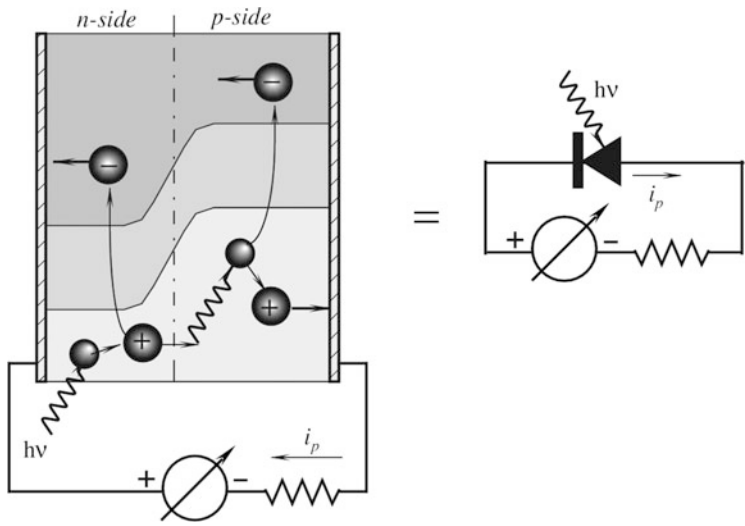 n-side p-side
−
−
+
+
hν
+ −
i_p
=
hν
i_p
+ −